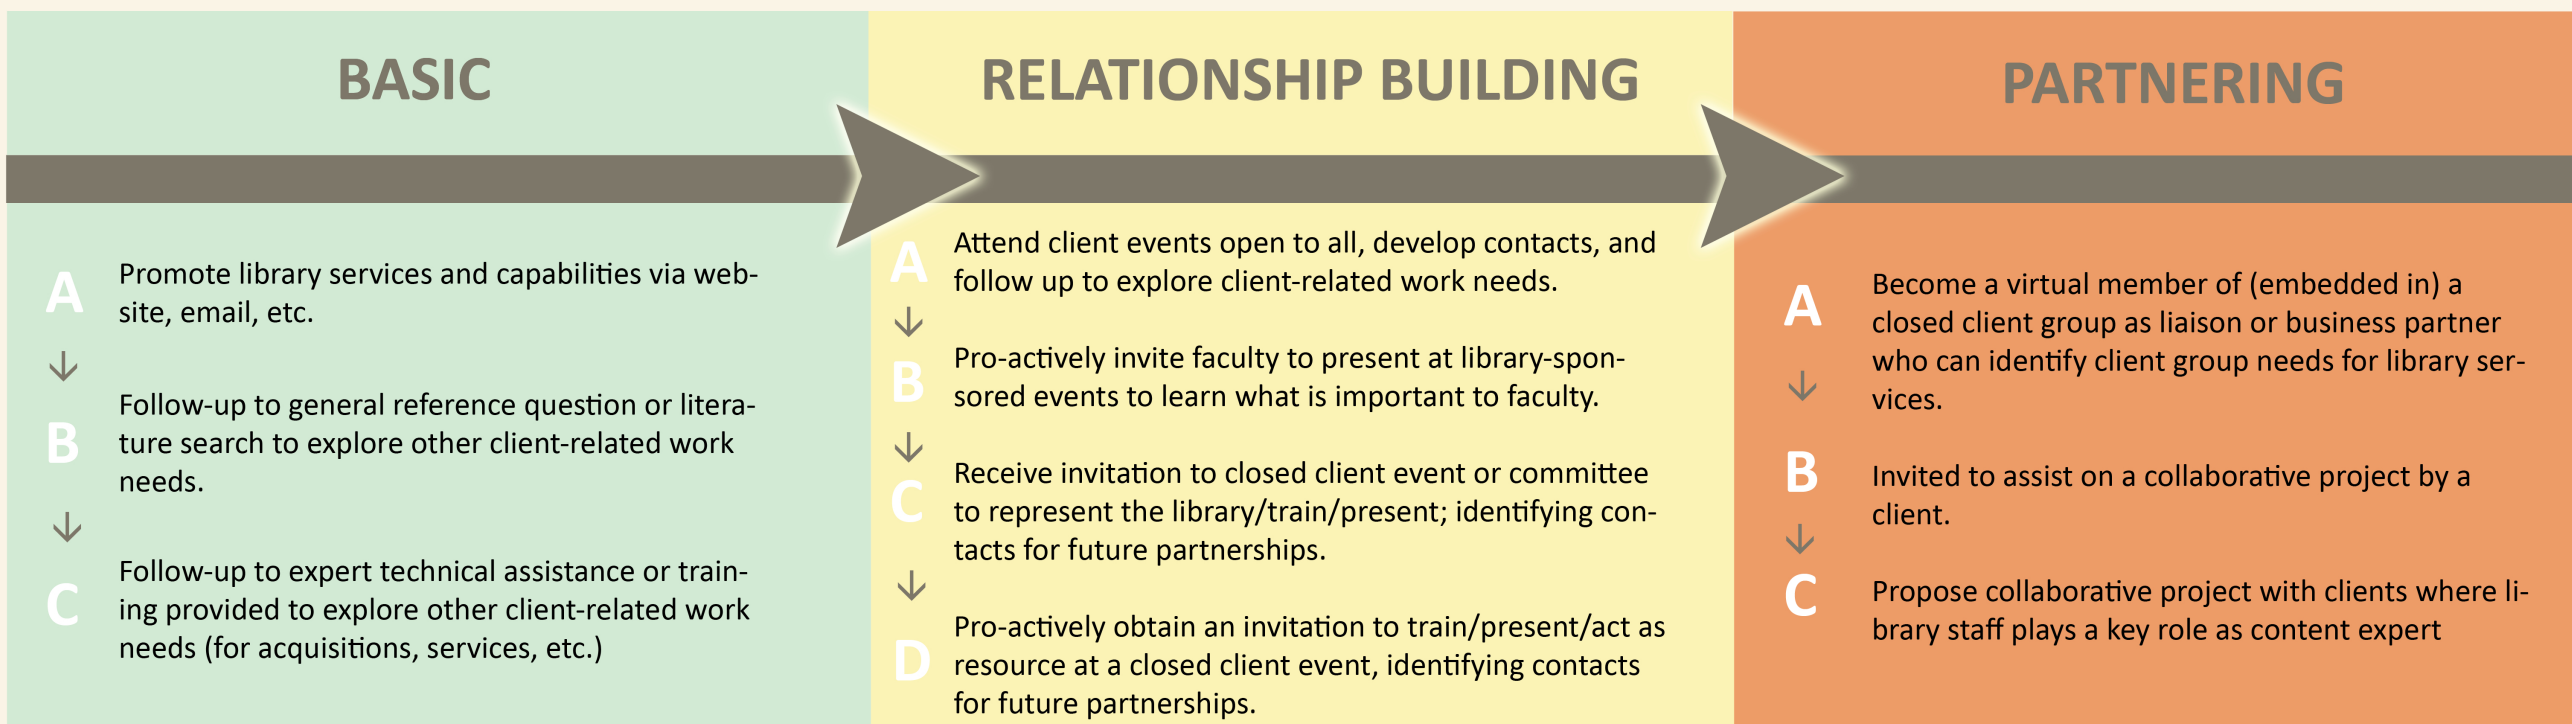 BASIC
A
Promote library services and capabilities via web-
site, email, etc.
B
Follow-up to general reference question or litera-
ture search to explore other client-related work
needs.
C
Follow-up to expert technical assistance or train-
ing provided to explore other client-related work
needs (for acquisitions, services, etc.)
RELATIONSHIP BUILDING
A
Attend client events open to all, develop contacts, and
follow up to explore client-related work needs.
B
Pro-actively invite faculty to present at library-spon-
sored events to learn what is important to faculty.
C
Receive invitation to closed client event or committee
to represent the library/train/present; identifying con-
tacts for future partnerships.
D
Pro-actively obtain an invitation to train/present/act as
resource at a closed client event, identifying contacts
for future partnerships.
PARTNERING
A
Become a virtual member of (embedded in) a
closed client group as liaison or business partner
who can identify client group needs for library ser-
vices.
B
Invited to assist on a collaborative project by a
client.
C
Propose collaborative project with clients where li-
brary staff plays a key role as content expert